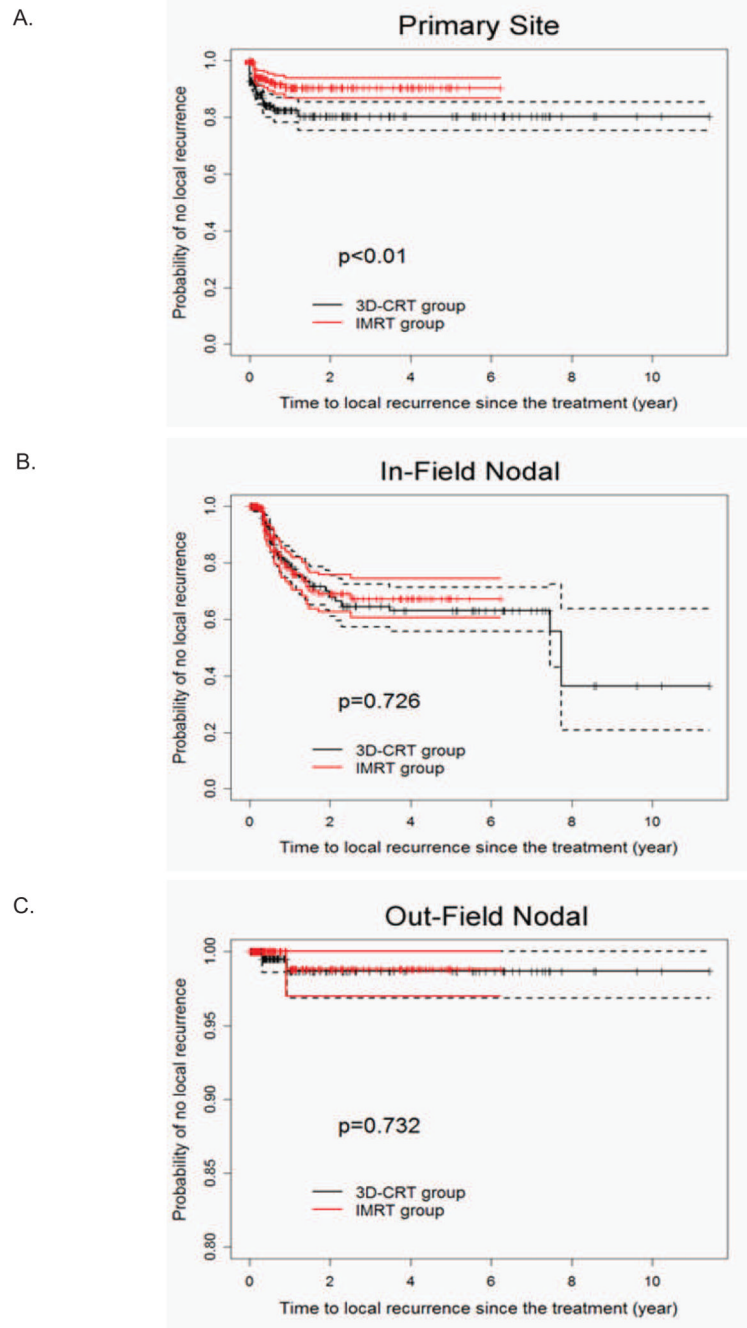 A.
Primary Site
Probability of no local recurrence
1.0
0.8
0.6
0.4
0.2
0.0
p<0.01
3D-CRT group
IMRT group
0 2 4 6 8 10
Time to local recurrence since the treatment (year)
B.
In-Field Nodal
Probability of no local recurrence
1.0
0.8
0.6
0.4
0.2
0.0
p=0.726
3D-CRT group
IMRT group
0 2 4 6 8 10
Time to local recurrence since the treatment (year)
C.
Out-Field Nodal
Probability of no local recurrence
1.00
0.95
0.90
0.85
0.80
p=0.732
3D-CRT group
IMRT group
0 2 4 6 8 10
Time to local recurrence since the treatment (year)